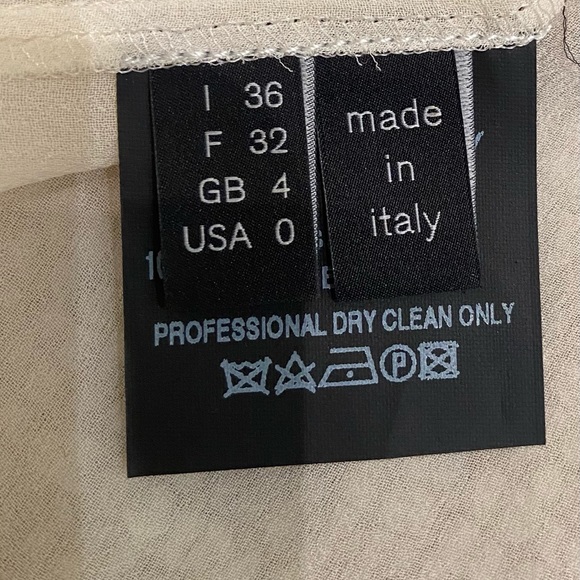 I 36
F 32
GB 4
USA 0
made
in
italy
PROFESSIONAL DRY CLEAN ONLY
P